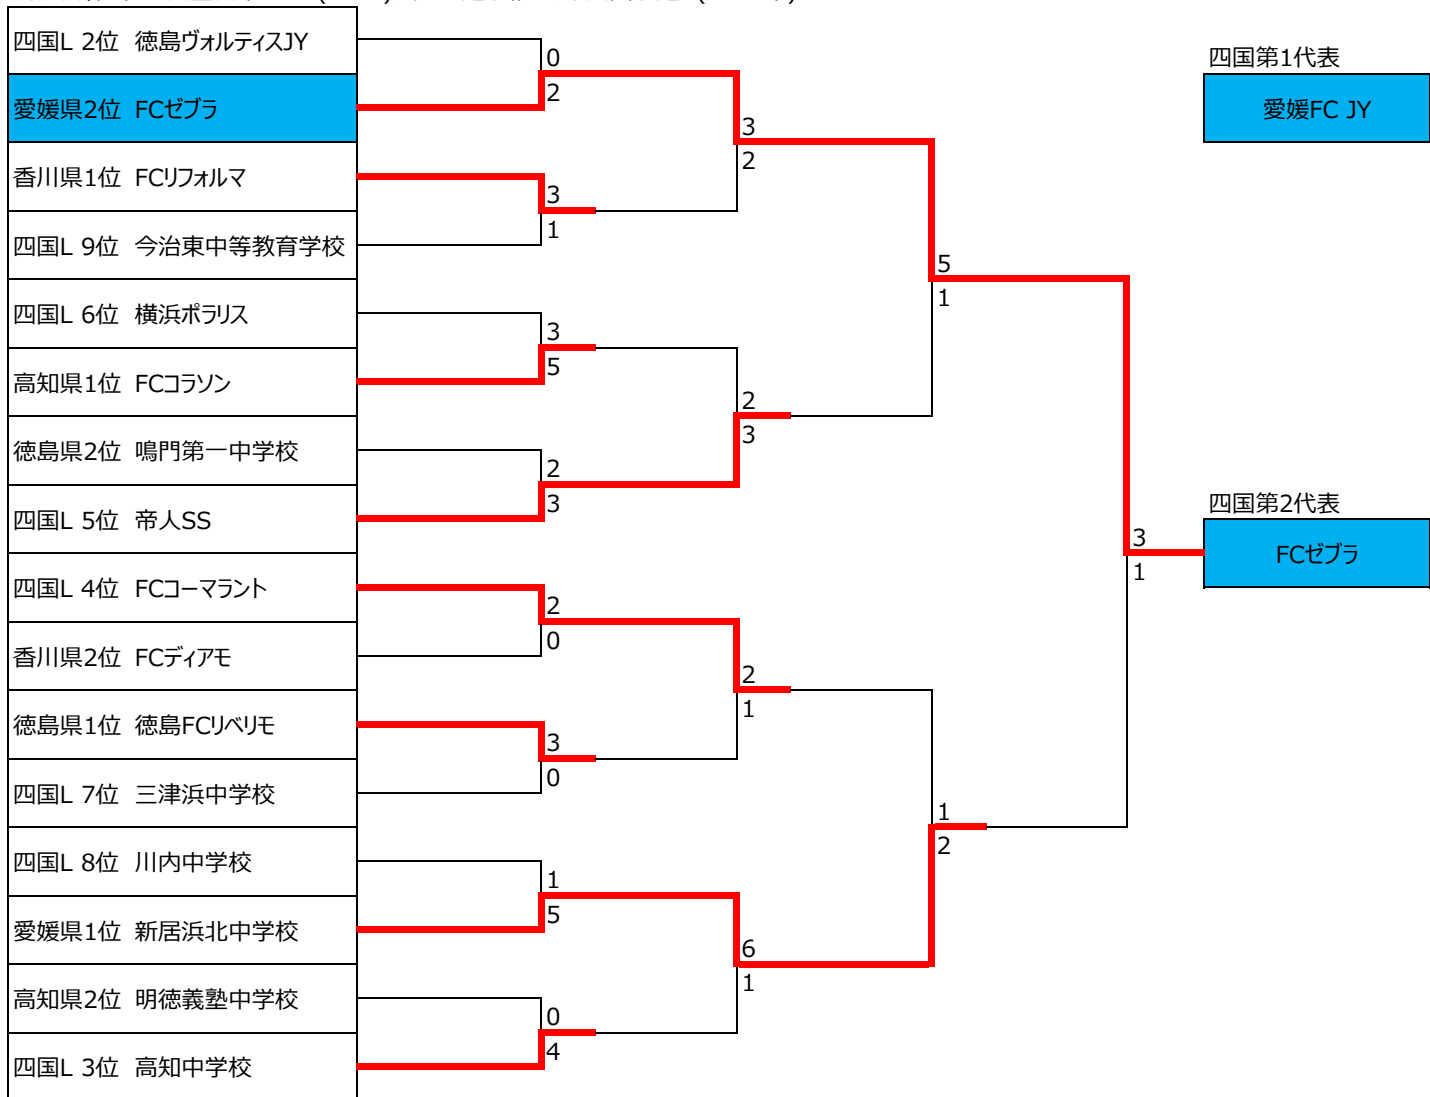 四国L 2位 徳島ヴォルティスJY
愛媛県2位 FCゼブラ
香川県1位 FCリフォルマ
四国L 9位 今治東中等教育学校
四国L 6位 横浜ポラリス
高知県1位 FCコラソン
徳島県2位 鳴門第一中学校
四国L 5位 帝人SS
四国L 4位 FCコーマラント
香川県2位 FCディアモ
徳島県1位 徳島FCリベリモ
四国L 7位 三津浜中学校
四国L 8位 川内中学校
愛媛県1位 新居浜北中学校
高知県2位 明徳義塾中学校
四国L 3位 高知中学校
0
2
3
1
3
5
2
3
2
0
3
0
1
5
0
4
3
2
2
3
2
1
6
1
5
1
1
2
3
1
四国第1代表
愛媛FC JY
四国第2代表
FCゼブラ